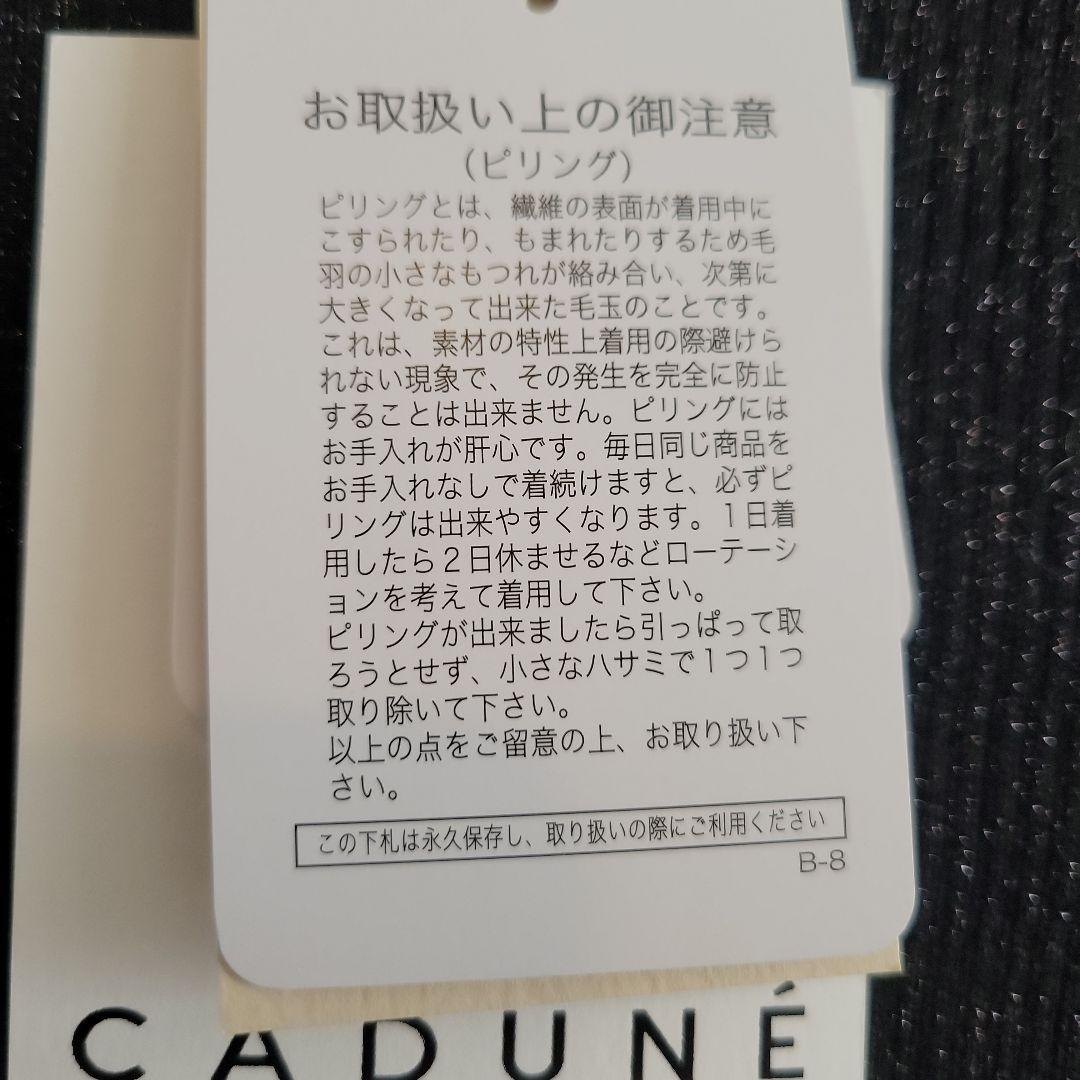 お取扱い上の御注意
(ピリング)
ピリングとは、繊維の表面が着用中に
こすられたり、もまれたりするため毛
羽の小さなもつれが絡み合い、次第に
大きくなって出来た毛玉のことです。
これは、素材の特性上着用の際避けら
れない現象で、その発生を完全に防止
することは出来ません。ピリングには
お手入れが肝心です。毎日同じ商品を
お手入れなしで着続けますと、必ずピ
リングは出来やすくなります。1日着
用したら2日休ませるなどローテーシ
ョンを考えて着用して下さい。
ピリングが出来ましたら引っぱって取
ろうとせず、小さなハサミで1つ1つ
取り除いて下さい。
以上の点をご留意の上、お取り扱い下
さい。
この下札は永久保存し、取り扱いの際にご利用ください
B-8
CADUNÉ